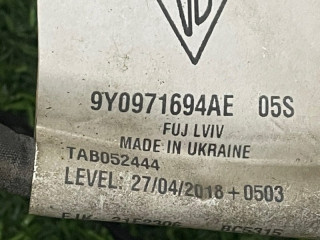 9Y0971694AE 05S
FUJ LVIV
MADE IN UKRAINE
TAB052444
LEVEL: 27/04/2018 + 0503